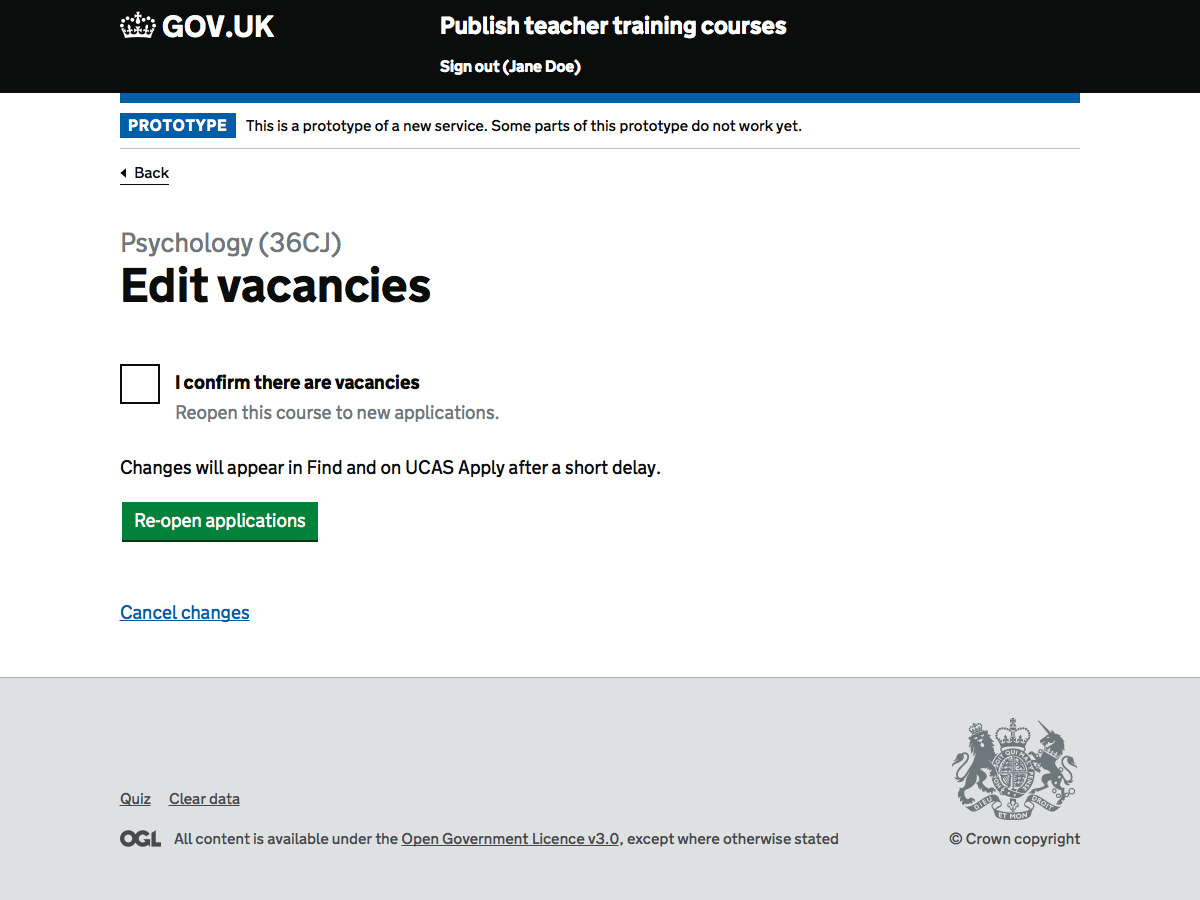 GOV.UK
Publish teacher training courses
Sign out (Jane Doe)
PROTOTYPE This is a prototype of a new service. Some parts of this prototype do not work yet.
Back
Psychology (36CJ)
Edit vacancies
I confirm there are vacancies
Reopen this course to new applications.
Changes will appear in Find and on UCAS Apply after a short delay.
Re-open applications
Cancel changes
Quiz Clear data
OGL All content is available under the Open Government Licence v3.0, except where otherwise stated
DIEU ET MON DROIT
© Crown copyright